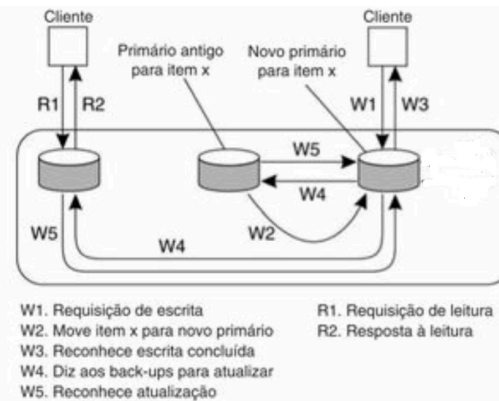 Cliente
Cliente
Primário antigo
para item x
Novo primário
para item x
R1
R2
W1
W3
W5
W4
W2
W5
W4
W1. Requisição de escrita
W2. Move item x para novo primário
W3. Reconhece escrita concluída
W4. Diz aos back-ups para atualizar
W5. Reconhece atualização
R1. Requisição de leitura
R2. Resposta à leitura